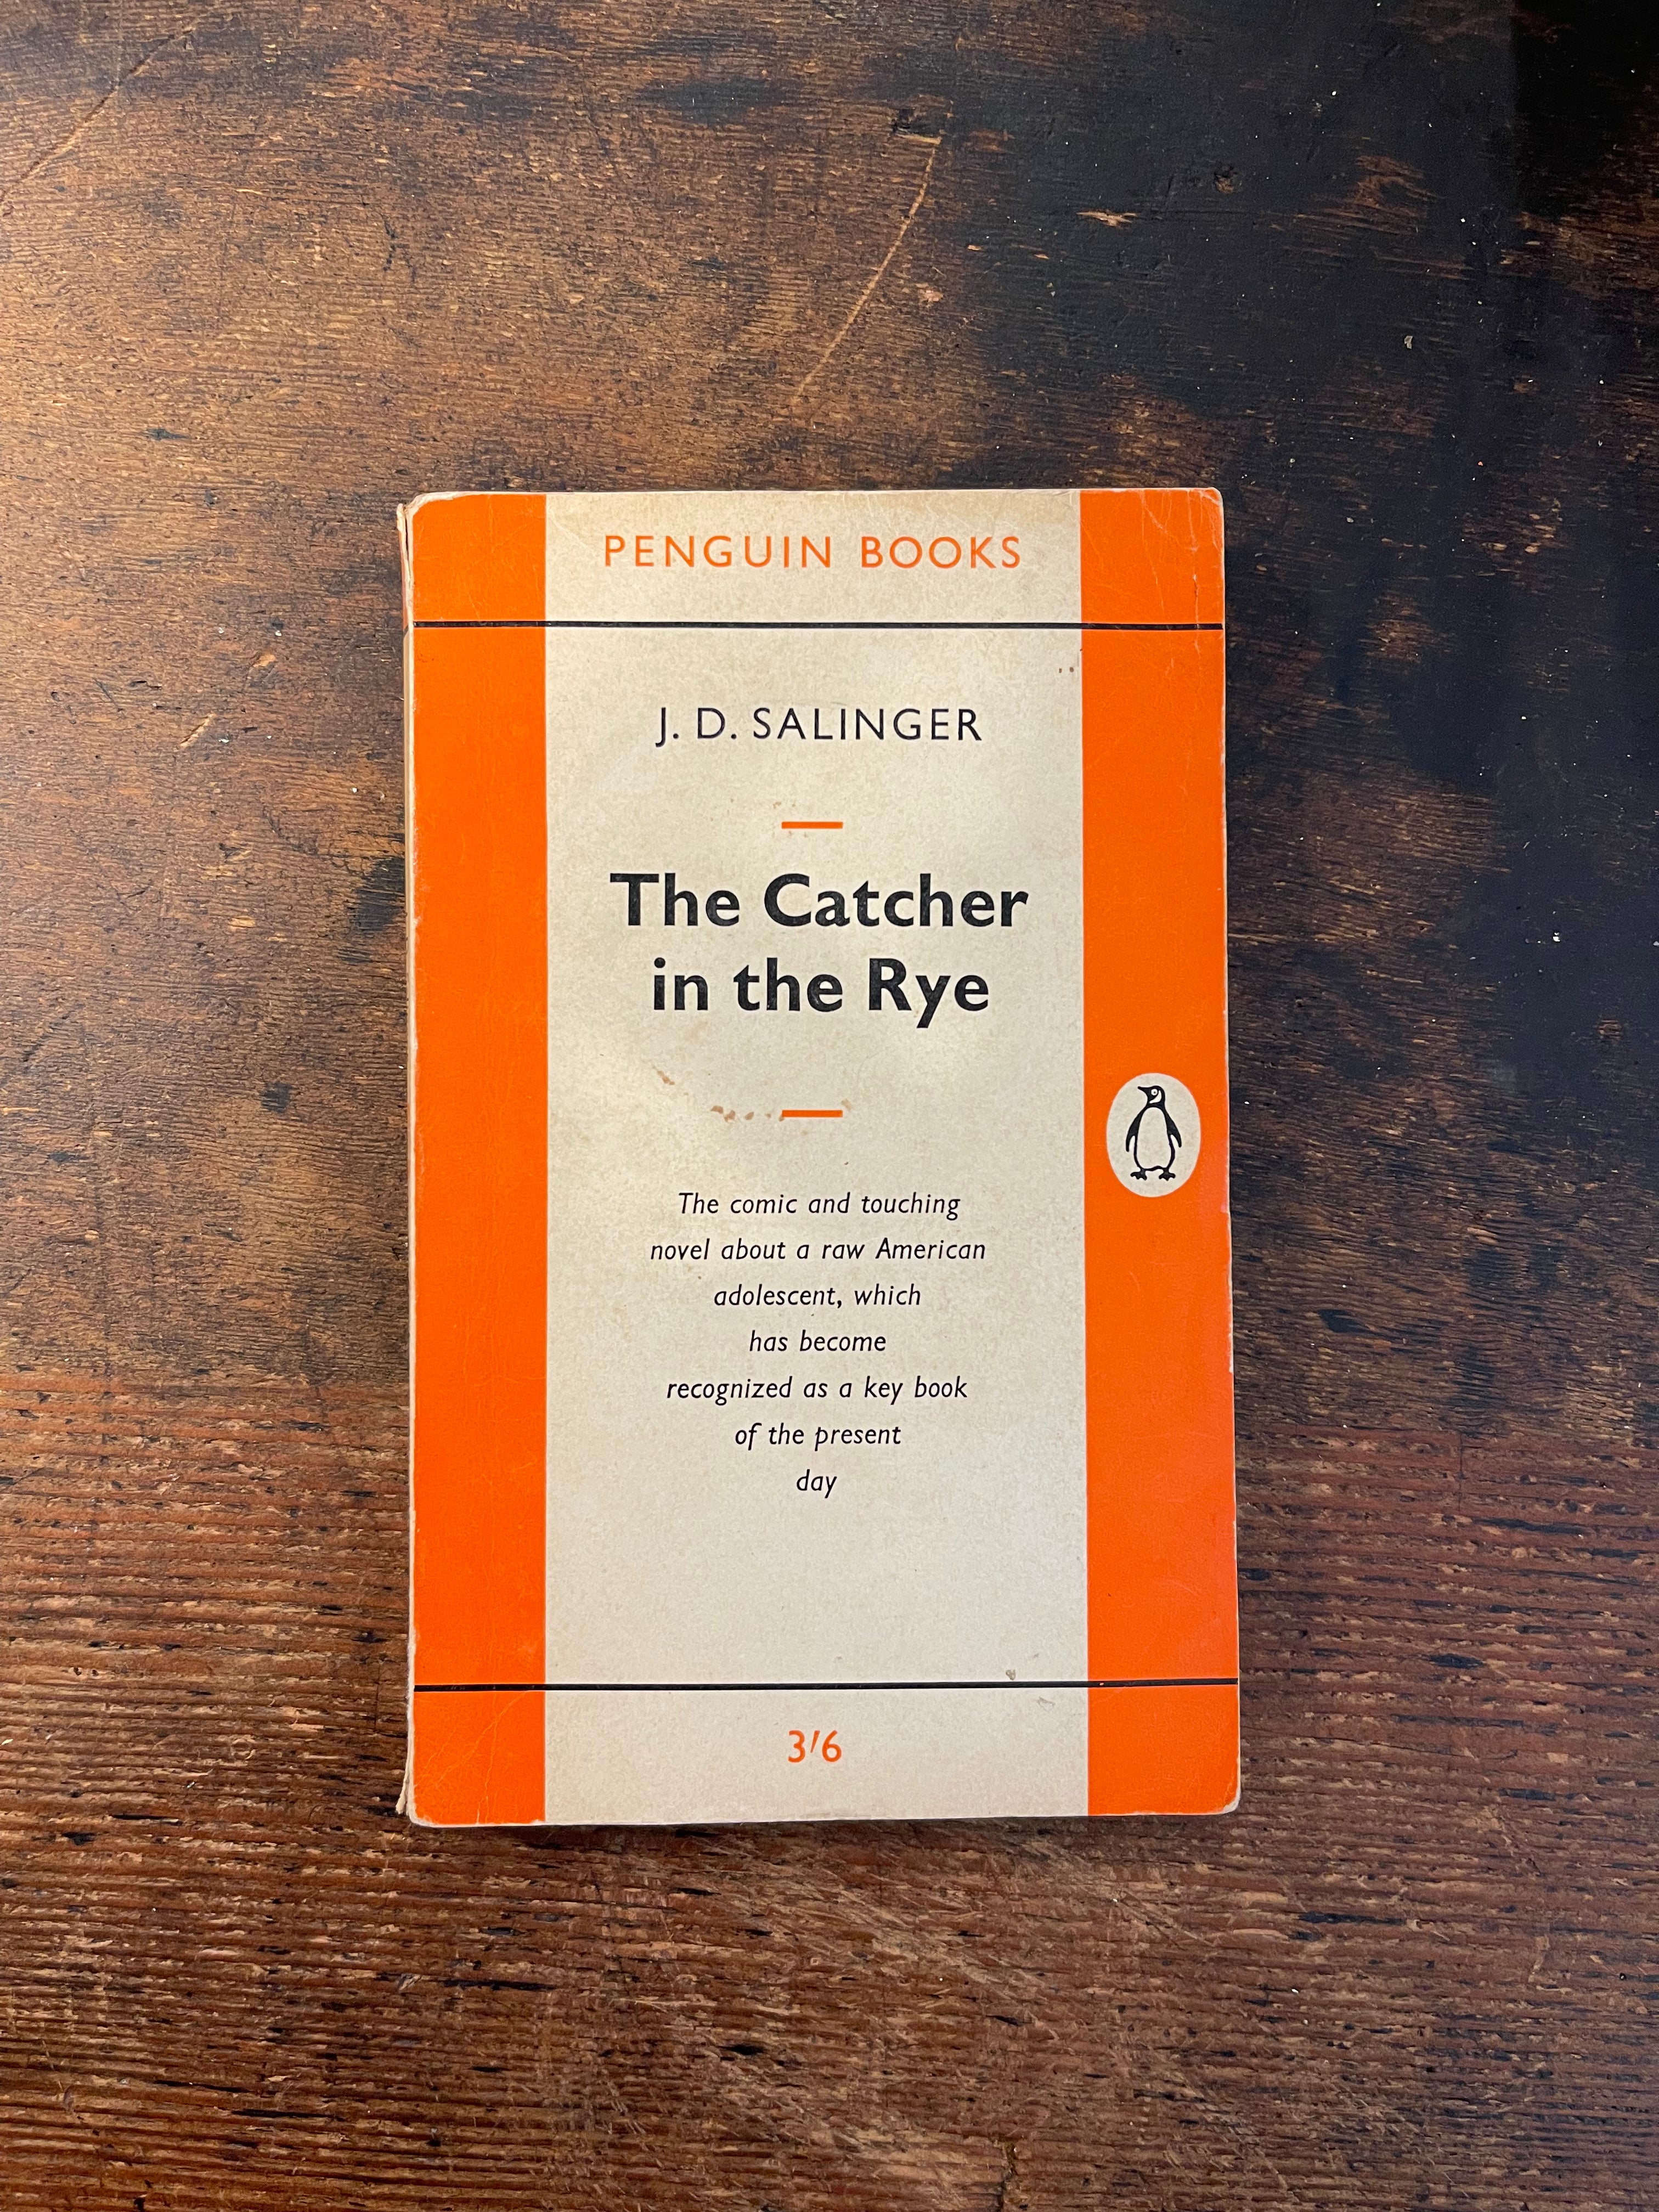 PENGUIN BOOKS
J. D. SALINGER
The Catcher
in the Rye
The comic and touching
novel about a raw American
adolescent, which
has become
recognized as a key book
of the present
day
3'6